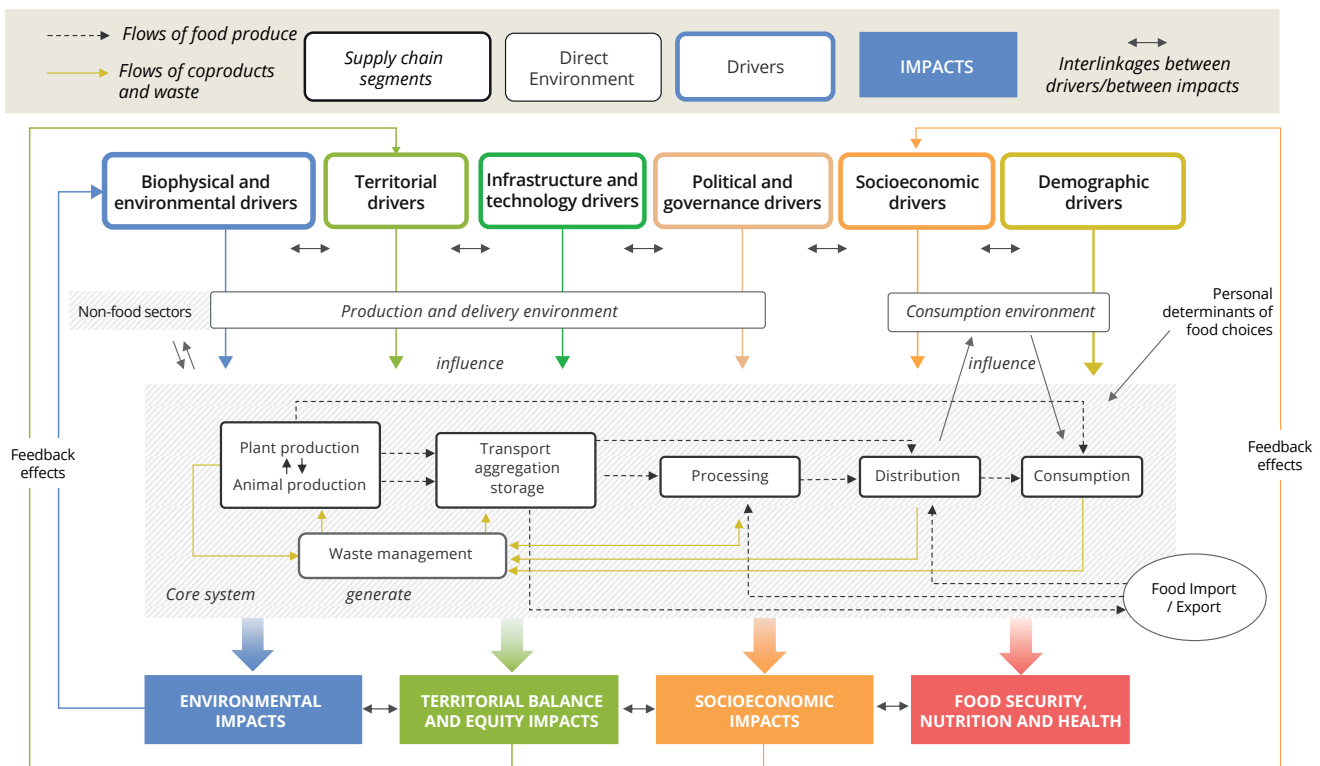 Flows of food produce
Flows of coproducts
and waste
Supply chain
segments
Direct
Environment
Drivers
IMPACTS
Interlinkages between
drivers/between impacts
Biophysical and
environmental drivers
Territorial
drivers
Infrastructure and
technology drivers
Political and
governance drivers
Socioeconomic
drivers
Demographic
drivers
Non-food sectors
Production and delivery environment
Consumption environment
Personal
determinants of
food choices
influence
influence
Feedback
effects
Plant production
Animal production
Transport
aggregation
storage
Processing
Distribution
Consumption
Feedback
effects
Waste management
Core system
generate
Food Import
/ Export
ENVIRONMENTAL
IMPACTS
TERRITORIAL BALANCE
AND EQUITY IMPACTS
SOCIOECONOMIC
IMPACTS
FOOD SECURITY,
NUTRITION AND HEALTH